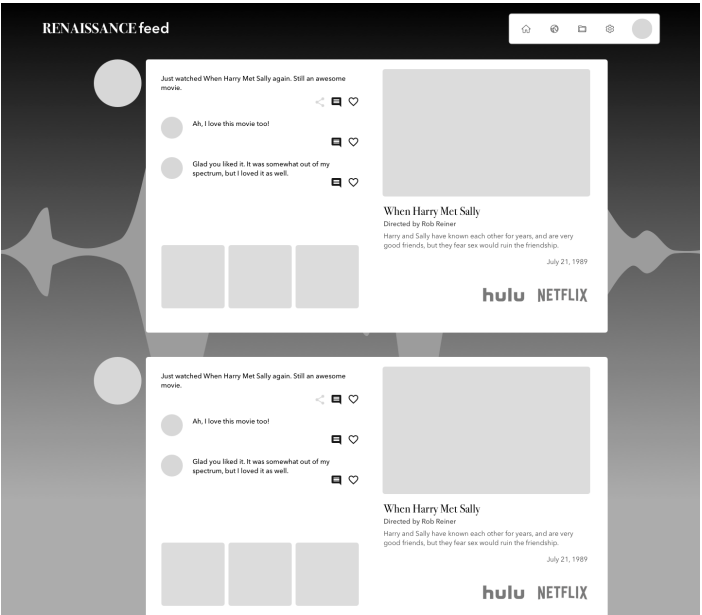 RENAISSANCE feed
Just watched When Harry Met Sally again. Still an awesome
movie.
Ah, I love this movie too!
Glad you liked it. It was somewhat out of my
spectrum, but I loved it as well.
When Harry Met Sally
Directed by Rob Reiner
Harry and Sally have known each other for years, and are very
good friends, but they fear sex would ruin the friendship.
July 21, 1989
hulu NETFLIX
Just watched When Harry Met Sally again. Still an awesome
movie.
Ah, I love this movie too!
Glad you liked it. It was somewhat out of my
spectrum, but I loved it as well.
When Harry Met Sally
Directed by Rob Reiner
Harry and Sally have known each other for years, and are very
good friends, but they fear sex would ruin the friendship.
July 21, 1989
hulu NETFLIX